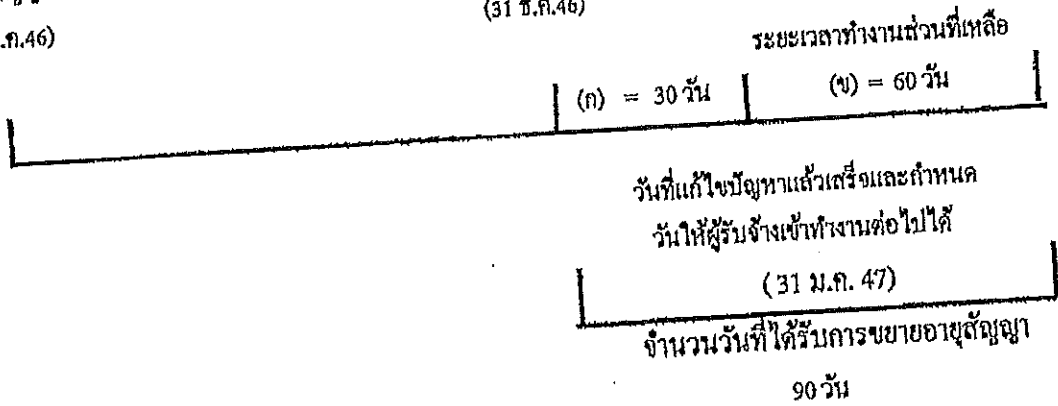 (31 ธ.ค.46)
.ค.46)
ระยะเวลาทำงานส่วนที่เหลือ
(ก) = 30 วัน
(ข) = 60 วัน
วันที่แก้ไขปัญหาแล้วเสร็จและกำหนด
วันให้ผู้รับจ้างเข้าทำงานต่อไปได้
(31 ม.ค. 47)
จำนวนวันที่ได้รับการขยายอายุสัญญา
90 วัน